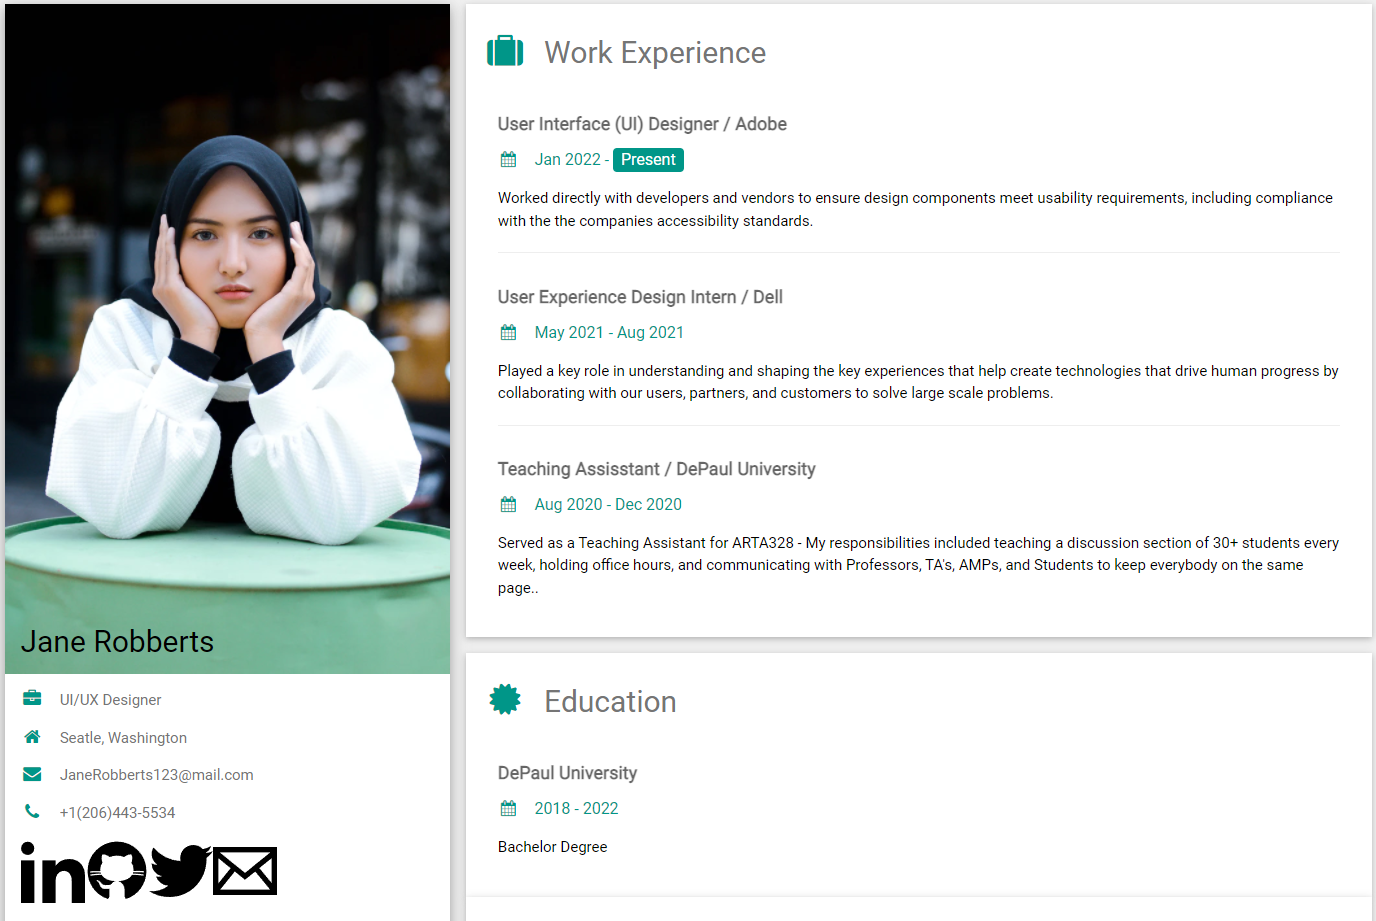 Jane Robberts
UI/UX Designer
Seatle, Washington
JaneRobberts123@mail.com
+1(206)443-5534
in
Work Experience
User Interface (UI) Designer / Adobe
Jan 2022 - Present
Worked directly with developers and vendors to ensure design components meet usability requirements, including compliance
with the the companies accessibility standards.
User Experience Design Intern / Dell
May 2021 - Aug 2021
Played a key role in understanding and shaping the key experiences that help create technologies that drive human progress by
collaborating with our users, partners, and customers to solve large scale problems.
Teaching Assisstant / DePaul University
Aug 2020 - Dec 2020
Served as a Teaching Assistant for ARTA328 - My responsibilities included teaching a discussion section of 30+ students every
week, holding office hours, and communicating with Professors, TA's, AMPs, and Students to keep everybody on the same
page..
Education
DePaul University
2018 - 2022
Bachelor Degree